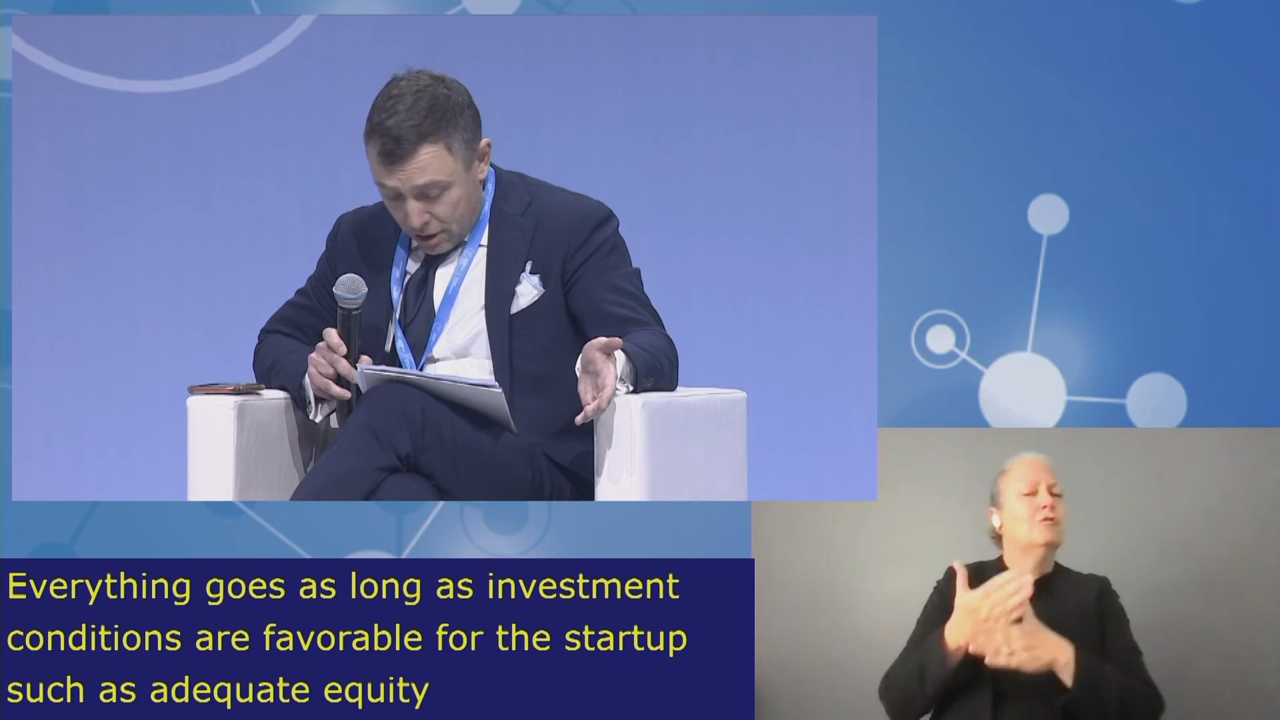 Everything goes as long as investment
conditions are favorable for the startup
such as adequate equity